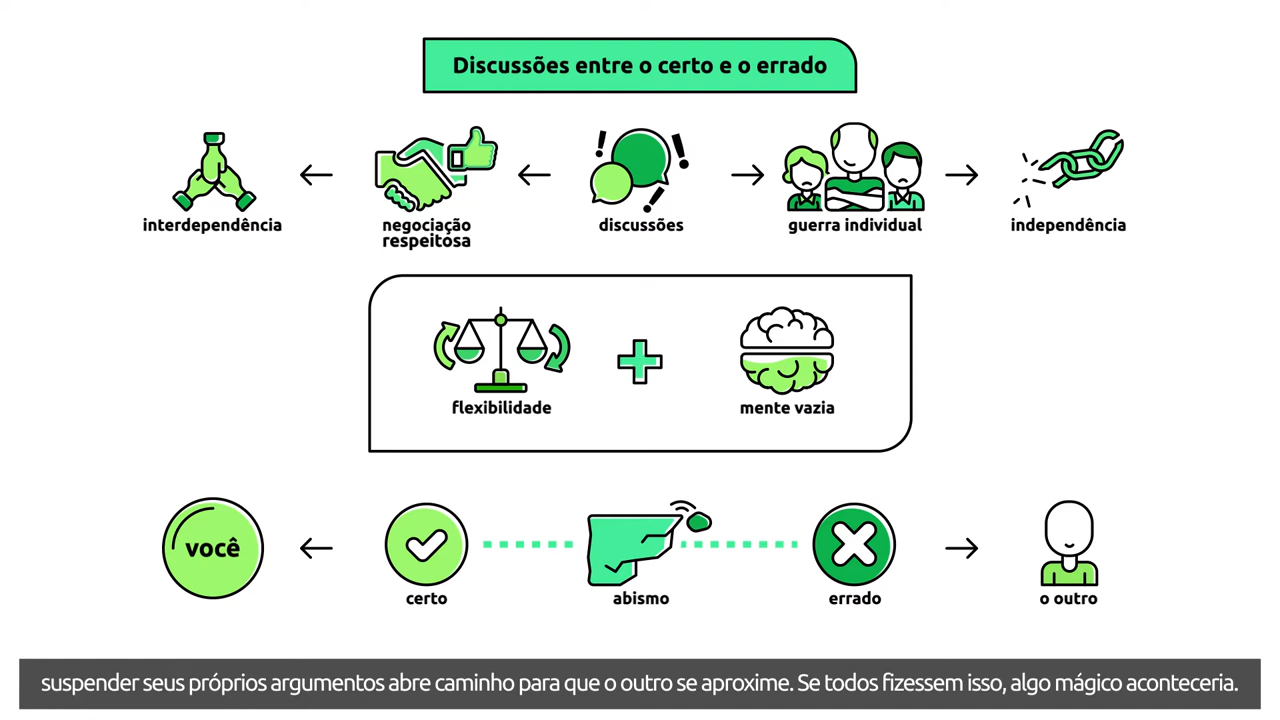 Discussões entre o certo e o errado
interdependência
negociação
respeitosa
discussões
guerra individual
independência
flexibilidade
mente vazia
você
certo
abismo
errado
o outro
suspender seus próprios argumentos abre caminho para que o outro se aproxime. Se todos fizessem isso, algo mágico aconteceria.